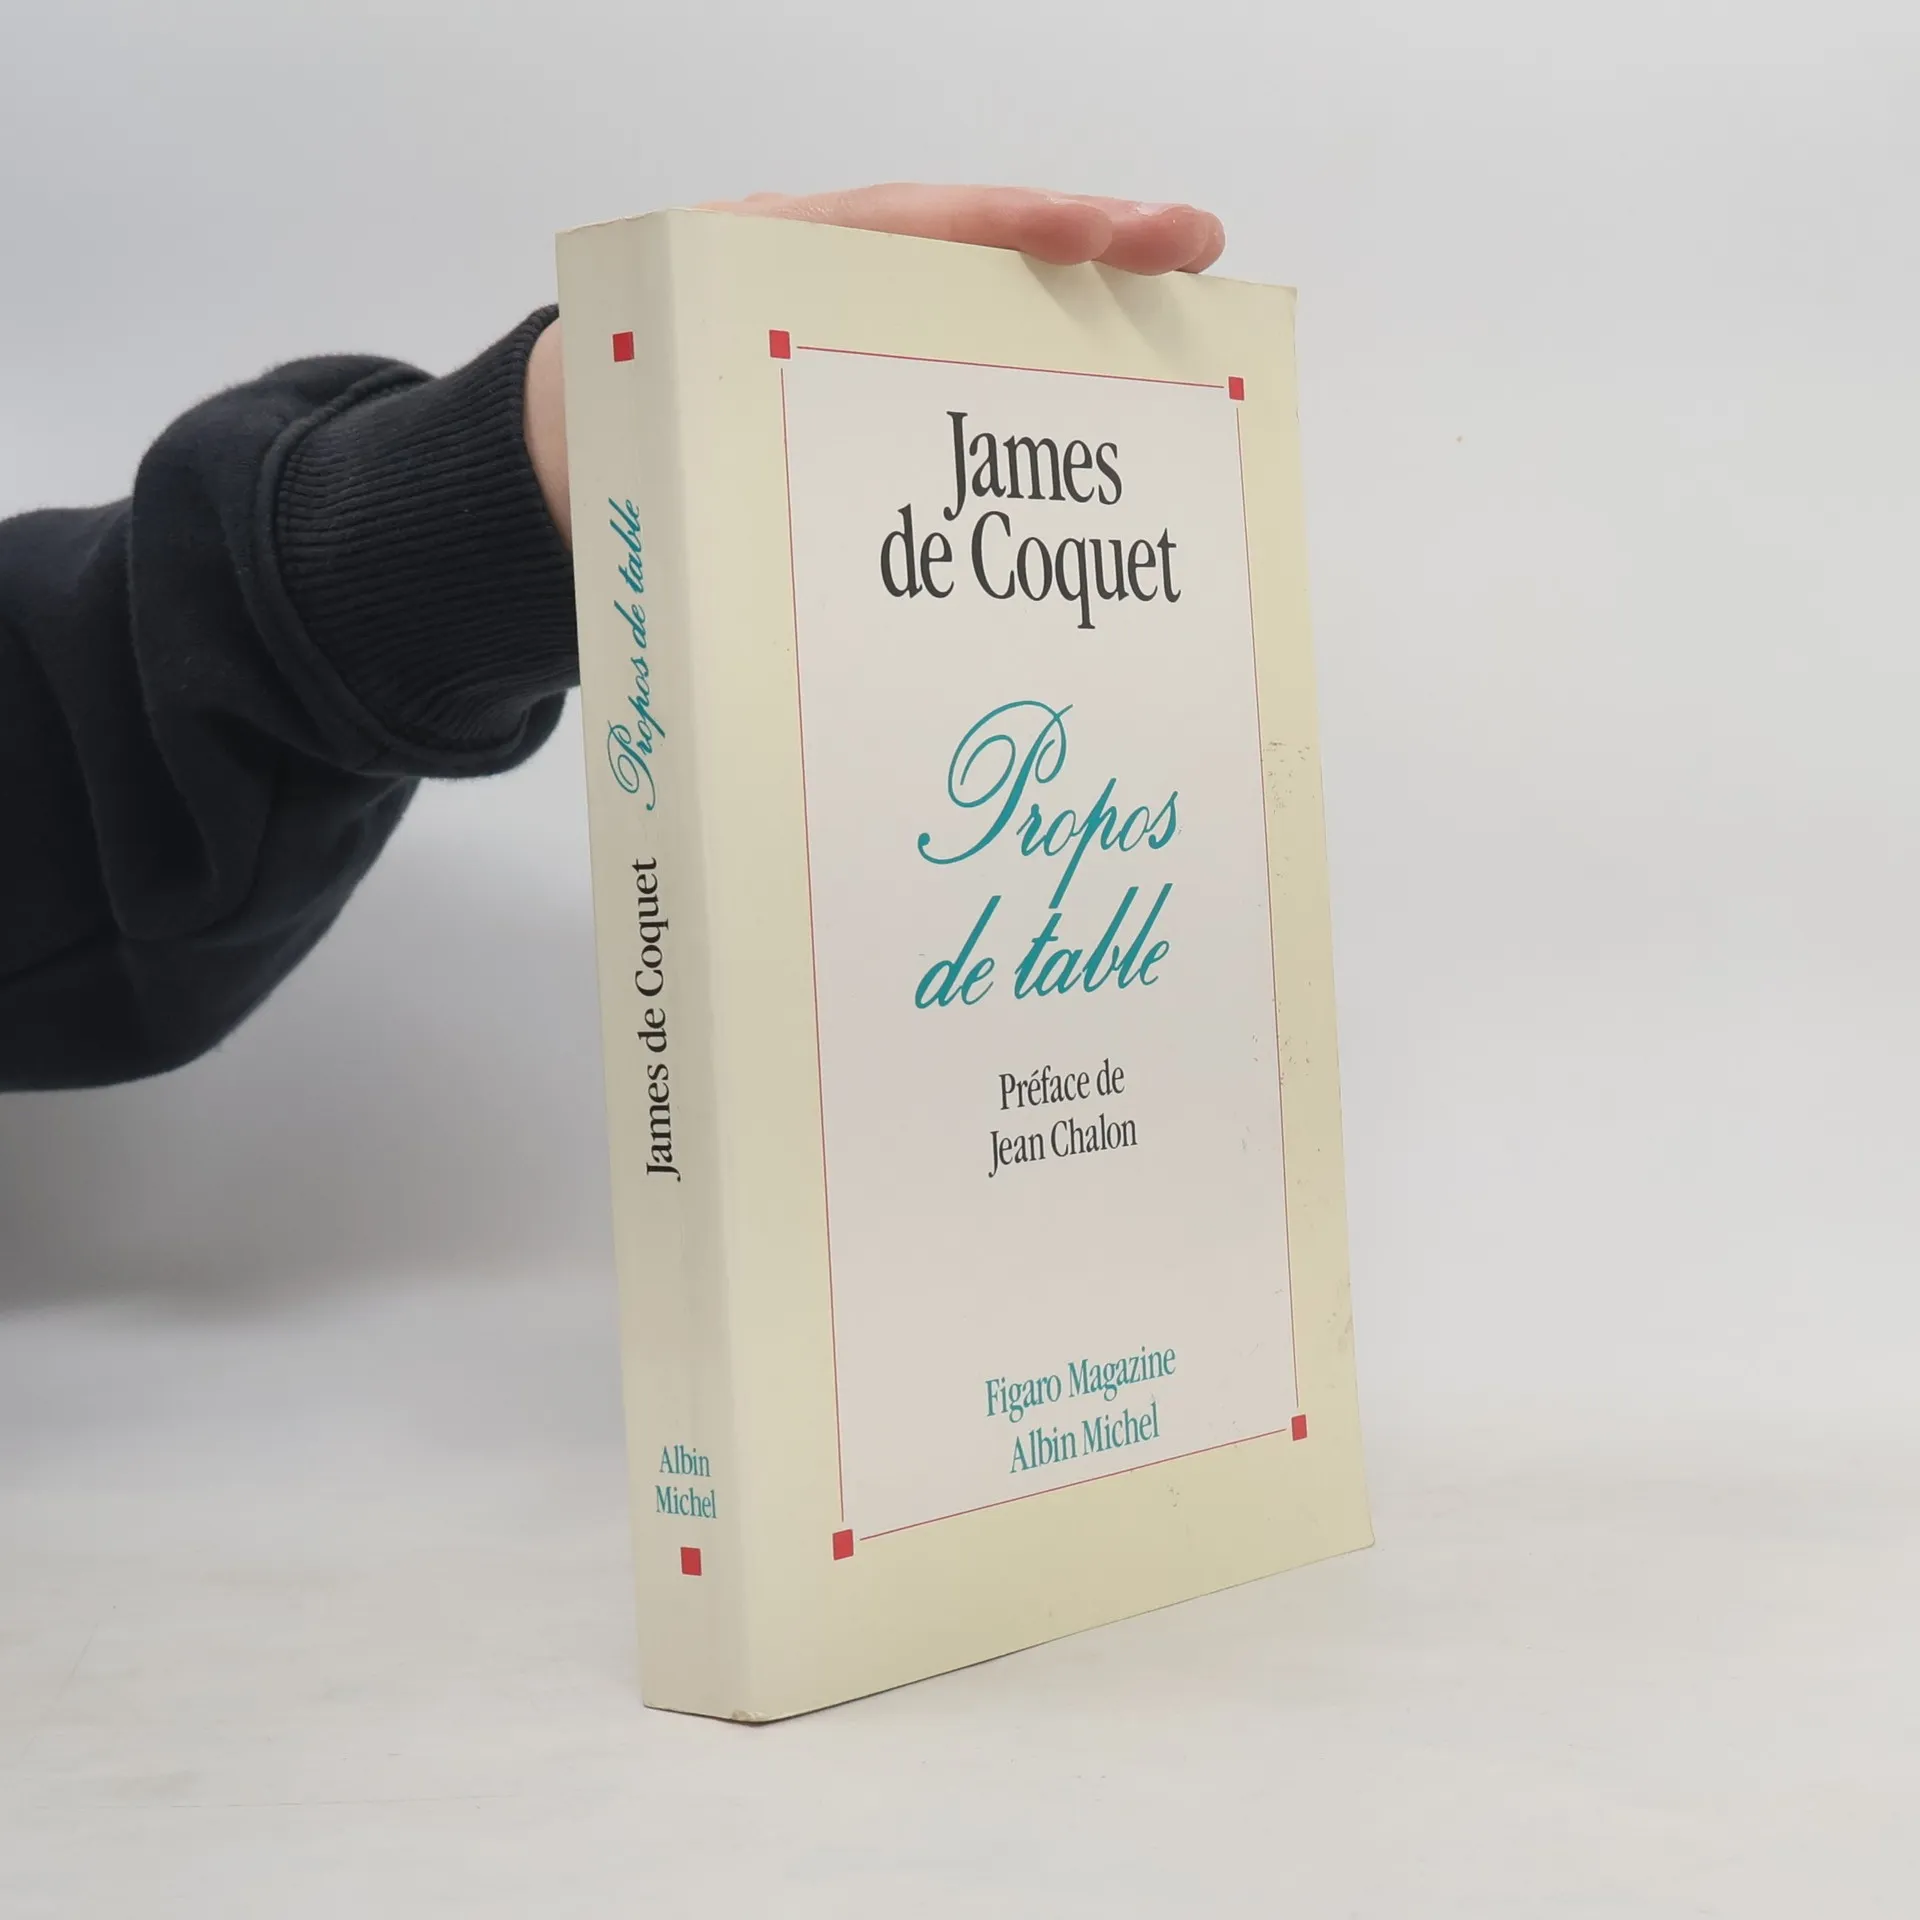 James
de Coquet
Propos
de table
Préface de
Jean Chalon
Figaro Magazine
Albin Michel
James de Coquet Propos de table
Albin
Michel